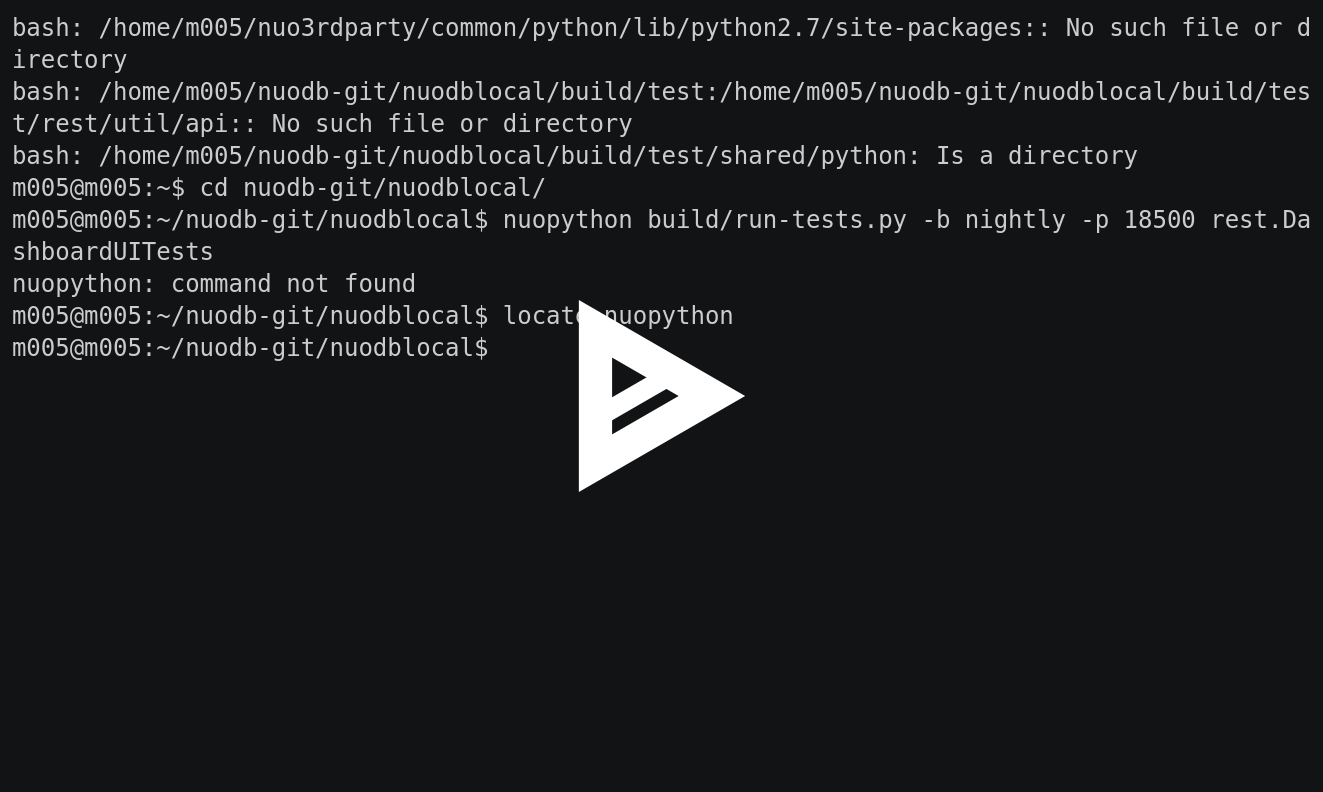 bash: /home/m005/nuo3rdparty/common/python/lib/python2.7/site-packages:: No such file or d
irectory
bash: /home/m005/nuodb-git/nuodblocal/build/test:/home/m005/nuodb-git/nuodblocal/build/tes
t/rest/util/api:: No such file or directory
bash: /home/m005/nuodb-git/nuodblocal/build/test/shared/python: Is a directory
m005@m005:~$ cd nuodb-git/nuodblocal/
m005@m005:~/nuodb-git/nuodblocal$ nuopython build/run-tests.py -b nightly -p 18500 rest.Da
shboardUITests
nuopython: command not found
m005@m005:~/nuodb-git/nuodblocal$ locate nuopython
m005@m005:~/nuodb-git/nuodblocal$